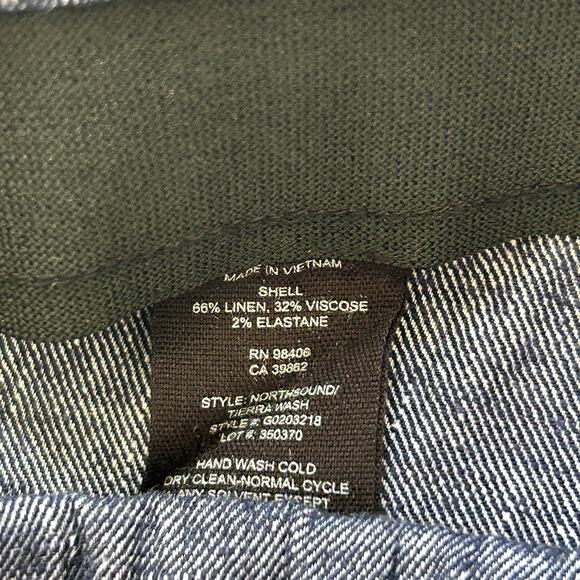 MADE IN VIETNAM
SHELL
66% LINEN, 32% VISCOSE
2% ELASTANE
RN 98406
CA 39862
STYLE: NORTHSOUND/
TIERRA WASH
STYLE #: G0203218
LOT #: 350370
HAND WASH COLD
DRY CLEAN-NORMAL CYCLE
ANY SOLVENT EXCEPT